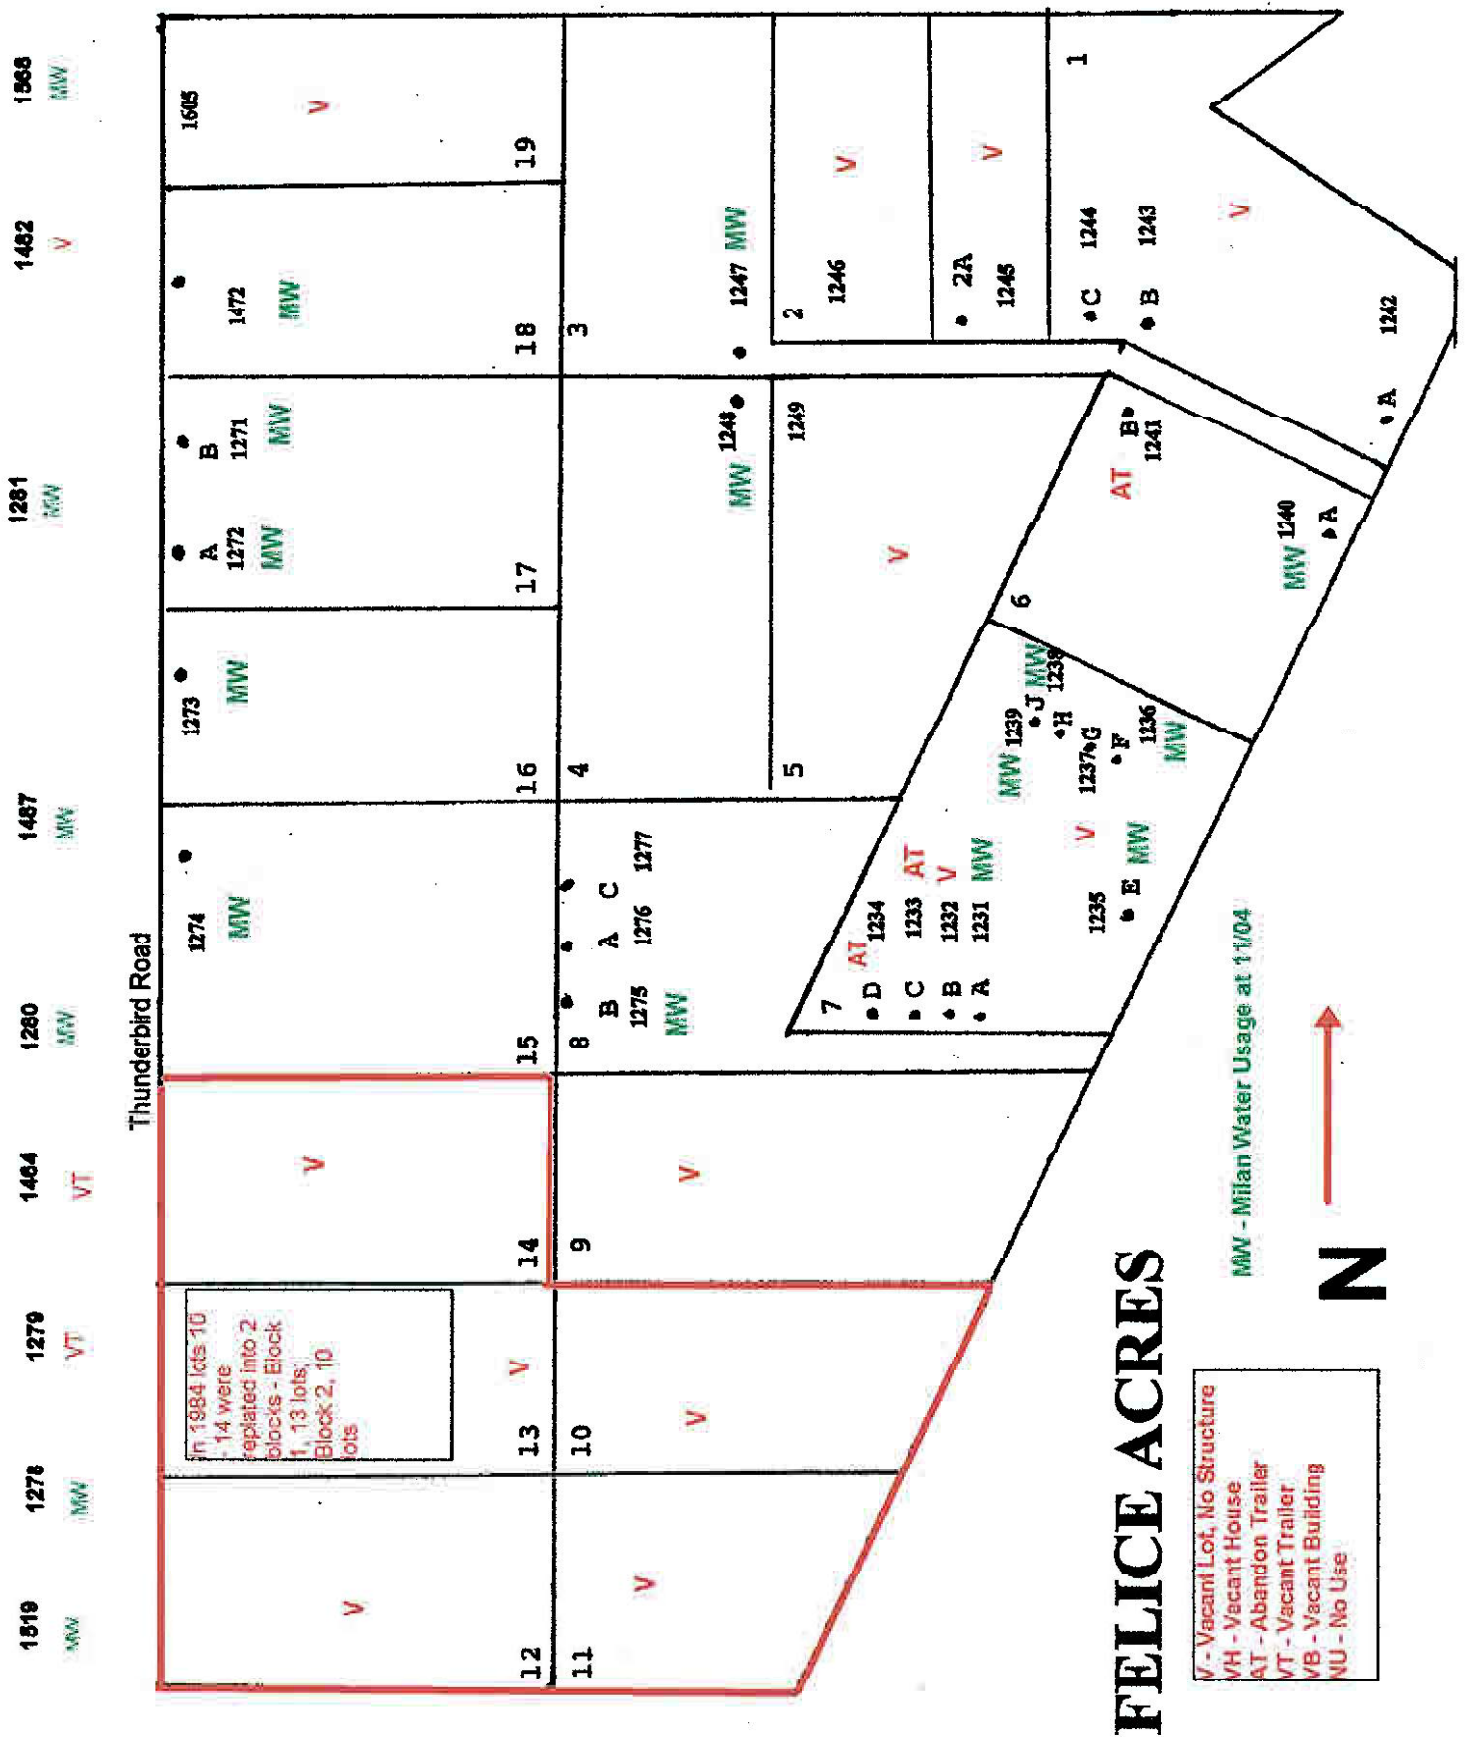 1278 1279 1464 1280 1487 1281 1482
MW MW VT VT MW MW MW V MW
Thunderbird Road
In 1984 lots 10
- 14 were
replated into 2
blocks - Block
1, 13 lots;
Block 2, 10
lots
1274
MW
1273
MW
A
1272
MW
B
1271
MW
1472
MW
1605
V
V
V
V
12
13
14
15
16
17
18
19
11
10
9
8
4
3
V
V
V
B A C
1275 1276 1277
MW
1248
MW
1247 MW
5
1249
V
2
1246
V
2A
1245
V
1
C 1244
B 1243
V
A 1242
7
D 1234
AT
C 1233 AT
B 1232 V
A 1231 MW
1235
E MW
V
1239 J
MW
H 1238
MW
1237 G
F 1236
MW
6
AT B
1241
MW 1240
A
FELICE ACRES
MW - Milan Water Usage at 11/04
V - Vacant Lot, No Structure
VH - Vacant House
AT - Abandon Trailer
VT - Vacant Trailer
VB - Vacant Building
NU - No Use
N